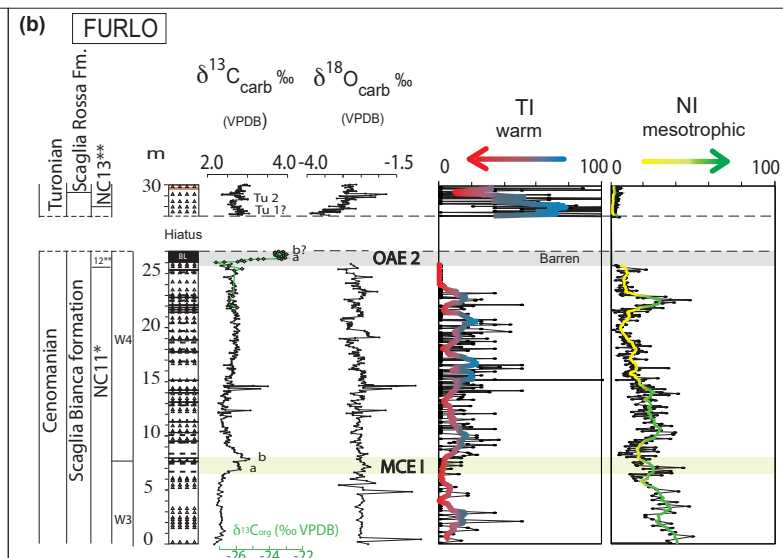 (b) FURLO
δ13Ccarb ‰ δ18Ocarb ‰
(VPDB) (VPDB)
TI NI
warm mesotrophic
m 2.0 4.0 -4.0 -1.5 0 100 0 100
Turonian
Scaglia Rossa Fm.
NC13**
30
Tu 2
Tu 1?
Hiatus
12**
BL
b?
a
OAE 2
Barren
25
Cenomanian
Scaglia Bianca formation
NC11*
W4
20
15
10
b
a
MCE I
5
W3
0
δ13Corg (‰ VPDB)
-26 -24 -22